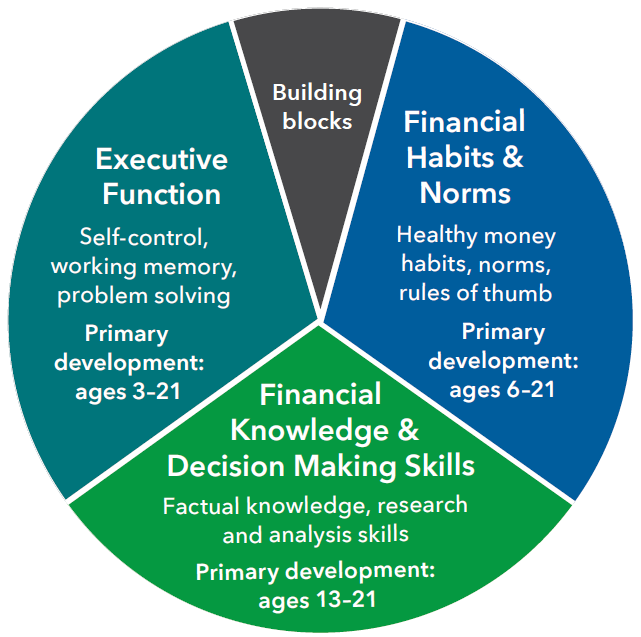 Building
blocks
Executive
Function
Self-control,
working memory,
problem solving
Primary
development:
ages 3–21
Financial
Habits &
Norms
Healthy money
habits, norms,
rules of thumb
Primary
development:
ages 6–21
Financial
Knowledge &
Decision Making Skills
Factual knowledge, research
and analysis skills
Primary development:
ages 13–21